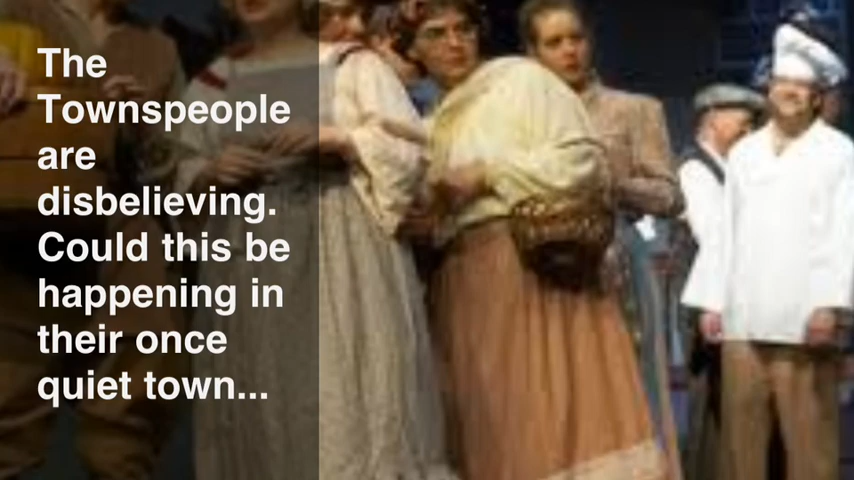 The
Townspeople
are
disbelieving.
Could this be
happening in
their once
quiet town...